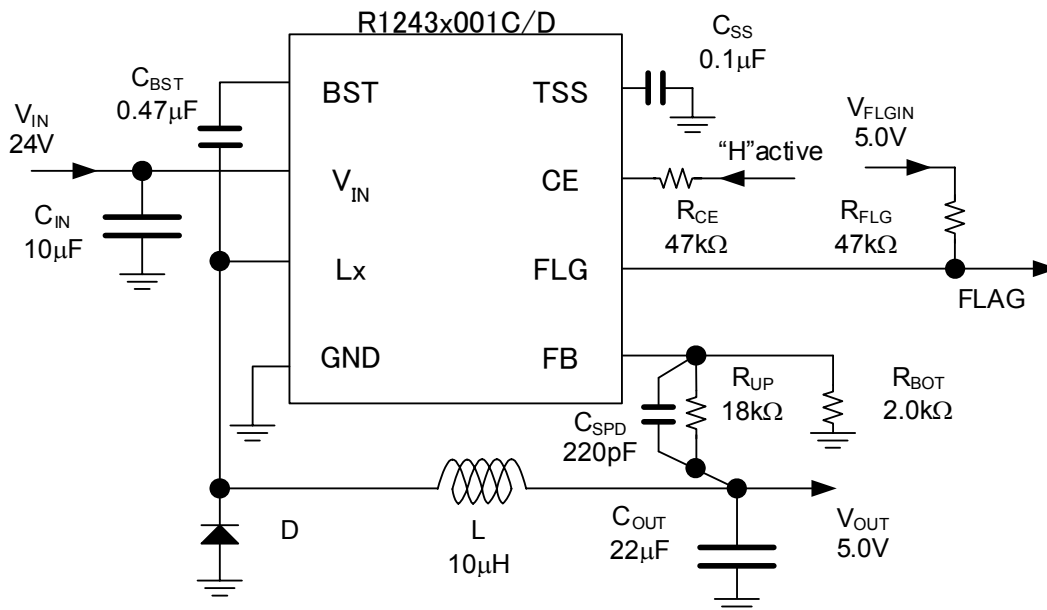 R1243x001C/D
CSS
0.1μF
CBST
0.47μF
BST
TSS
VIN
24V
VFLGIN
5.0V
"H"active
VIN
CE
CIN
10μF
RCE
47kΩ
RFLG
47kΩ
Lx
FLG
FLAG
GND
FB
RUP
18kΩ
RBOT
2.0kΩ
CSPD
220pF
D
L
10μH
COUT
22μF
VOUT
5.0V